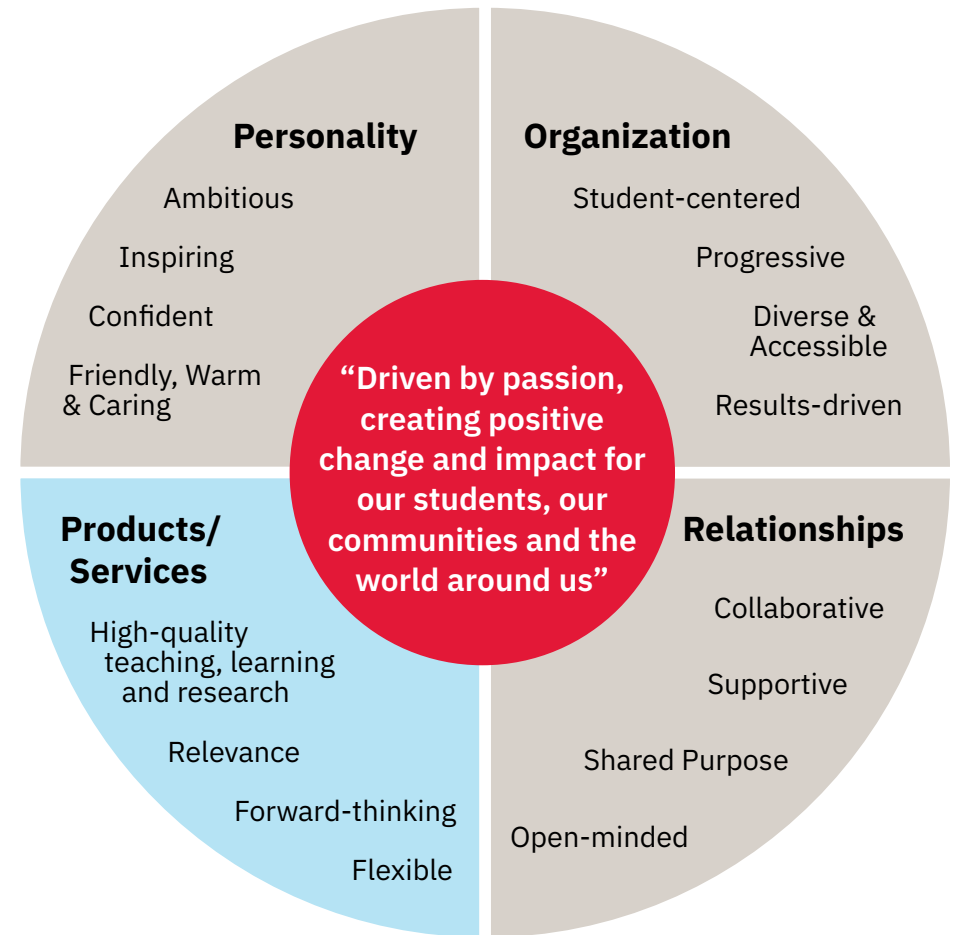 Personality
Ambitious
Inspiring
Confident
Friendly, Warm
& Caring
Organization
Student-centered
Progressive
Diverse &
Accessible
Results-driven
“Driven by passion,
creating positive
change and impact for
our students, our
communities and the
world around us”
Products/
Services
High-quality
teaching, learning
and research
Relevance
Forward-thinking
Flexible
Relationships
Collaborative
Supportive
Shared Purpose
Open-minded